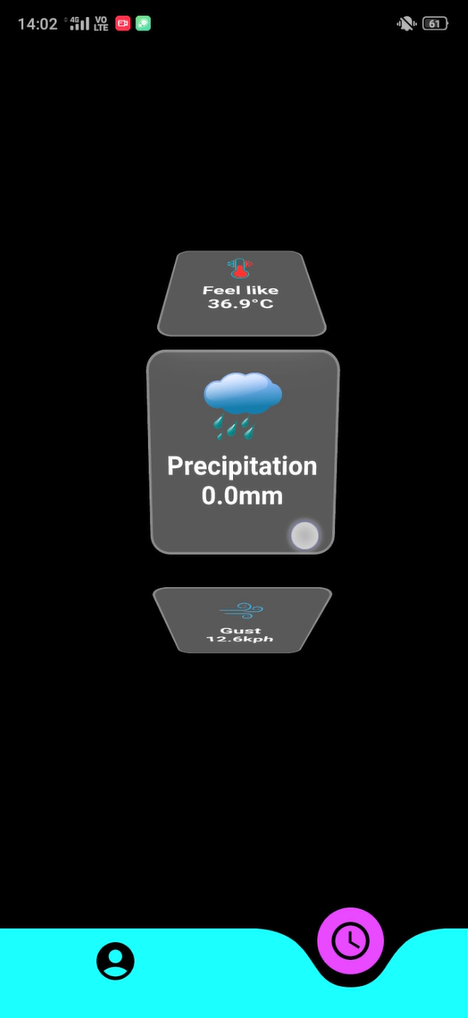 14:02 4G VO LTE 61
Feel like
36.9°C
Precipitation
0.0mm
Gust
12.6kph